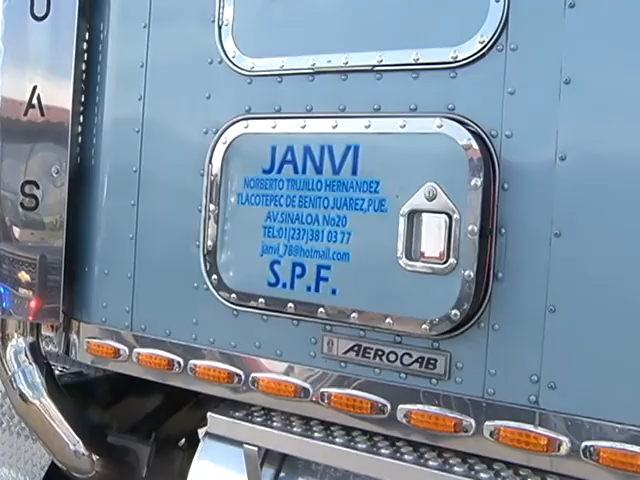 U
A
S
JANVI
NORBERTO TRUJILLO HERNANDEZ
TLACOTEPEC DE BENITO JUAREZ,PUE.
AV.SINALOA No20
TEL:01(237)381 03 77
janvi_78@hotmail.com
S.P.F.
AEROCAB